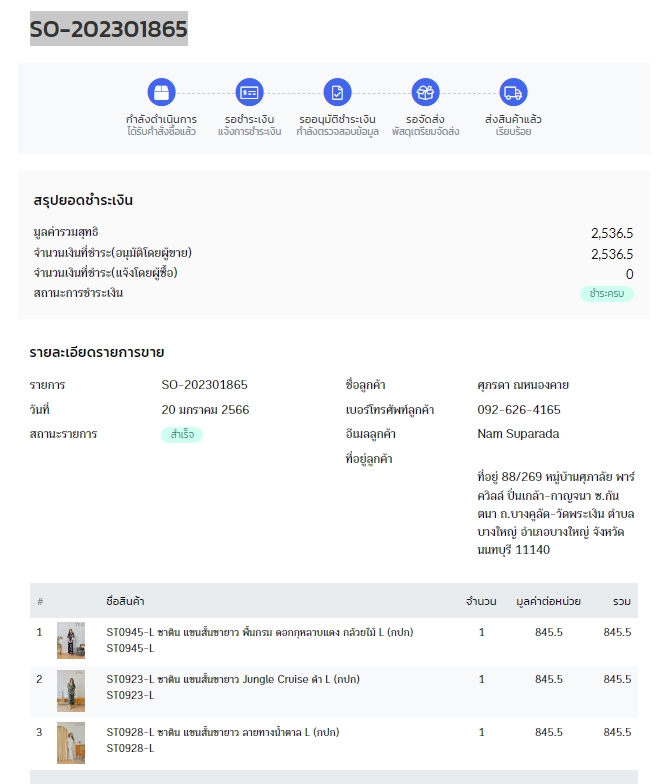 SO-202301865
กำลังดำเนินการ
ได้รับคำสั่งซื้อแล้ว
รอชำระเงิน
แจ้งการชำระเงิน
รออนุมัติชำระเงิน
กำลังตรวจสอบข้อมูล
รอจัดส่ง
พัสดุเตรียมจัดส่ง
ส่งสินค้าแล้ว
เรียบร้อย
สรุปยอดชำระเงิน
มูลค่ารวมสุทธิ 2,536.5
จำนวนเงินที่ชำระ(อนุมัติโดยผู้ขาย) 2,536.5
จำนวนเงินที่ชำระ(แจ้งโดยผู้ซื้อ) 0
สถานะการชำระเงิน ชำระครบ
รายละเอียดรายการขาย
รายการ SO-202301865
วันที่ 20 มกราคม 2566
สถานะรายการ สำเร็จ
ชื่อลูกค้า ศุภรดา ณหนองคาย
เบอร์โทรศัพท์ลูกค้า 092-626-4165
อีเมลลูกค้า Nam Suparada
ที่อยู่ลูกค้า
ที่อยู่ 88/269 หมู่บ้านศุภาลัย พาร์
ควิลล์ ปิ่นเกล้า-กาญจนา ซ.กัน
ตนา ถ.บางคูลัด-วัดพระเงิน ตำบล
บางใหญ่ อำเภอบางใหญ่ จังหวัด
นนทบุรี 11140
# ชื่อสินค้า จำนวน มูลค่าต่อหน่วย รวม
1 ST0945-L ซาติน แขนสั้นขายาว พื้นกรม ดอกกุหลาบแดง กล้วยไม้ L (กปก) 1 845.5 845.5
ST0945-L
2 ST0923-L ซาติน แขนสั้นขายาว Jungle Cruise ดำ L (กปก) 1 845.5 845.5
ST0923-L
3 ST0928-L ซาติน แขนสั้นขายาว ลายทางน้ำตาล L (กปก) 1 845.5 845.5
ST0928-L